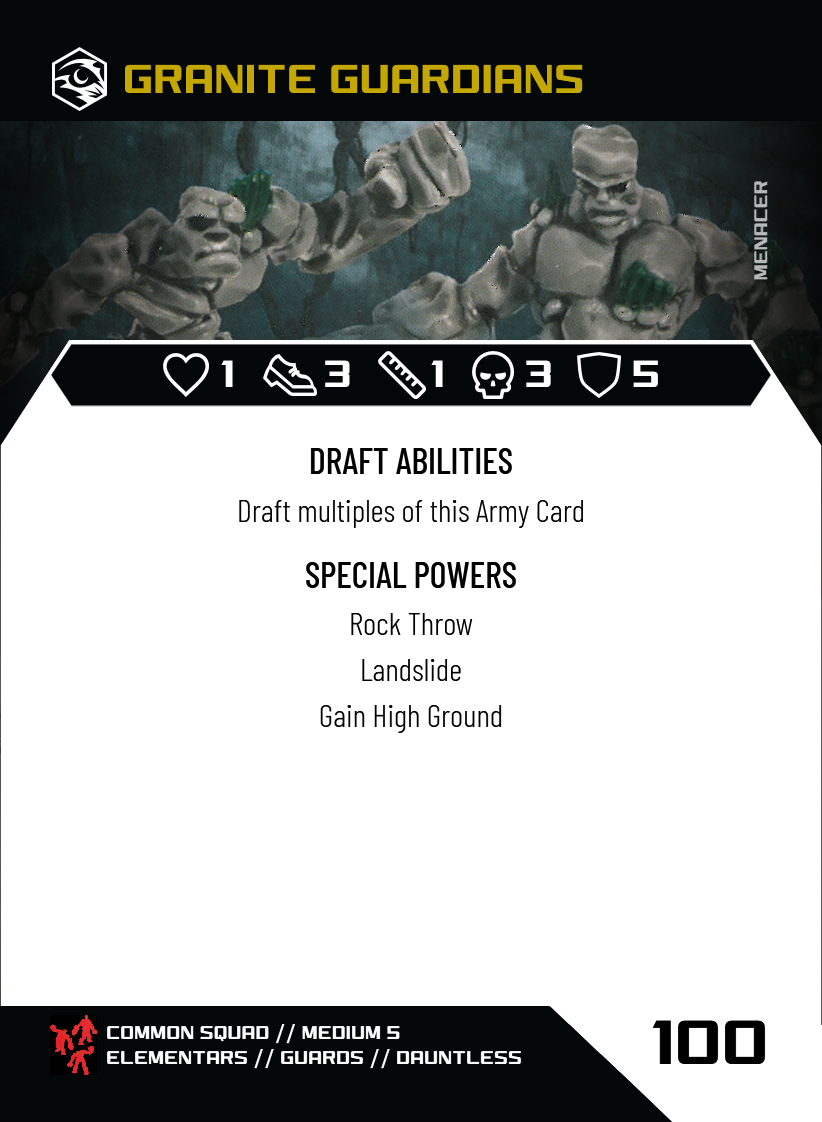 GRANITE GUARDIANS
MENACER
1 3 1 3 5
DRAFT ABILITIES
Draft multiples of this Army Card
SPECIAL POWERS
Rock Throw
Landslide
Gain High Ground
COMMON SQUAD // MEDIUM 5
ELEMENTARS // GUARDS // DAUNTLESS
100